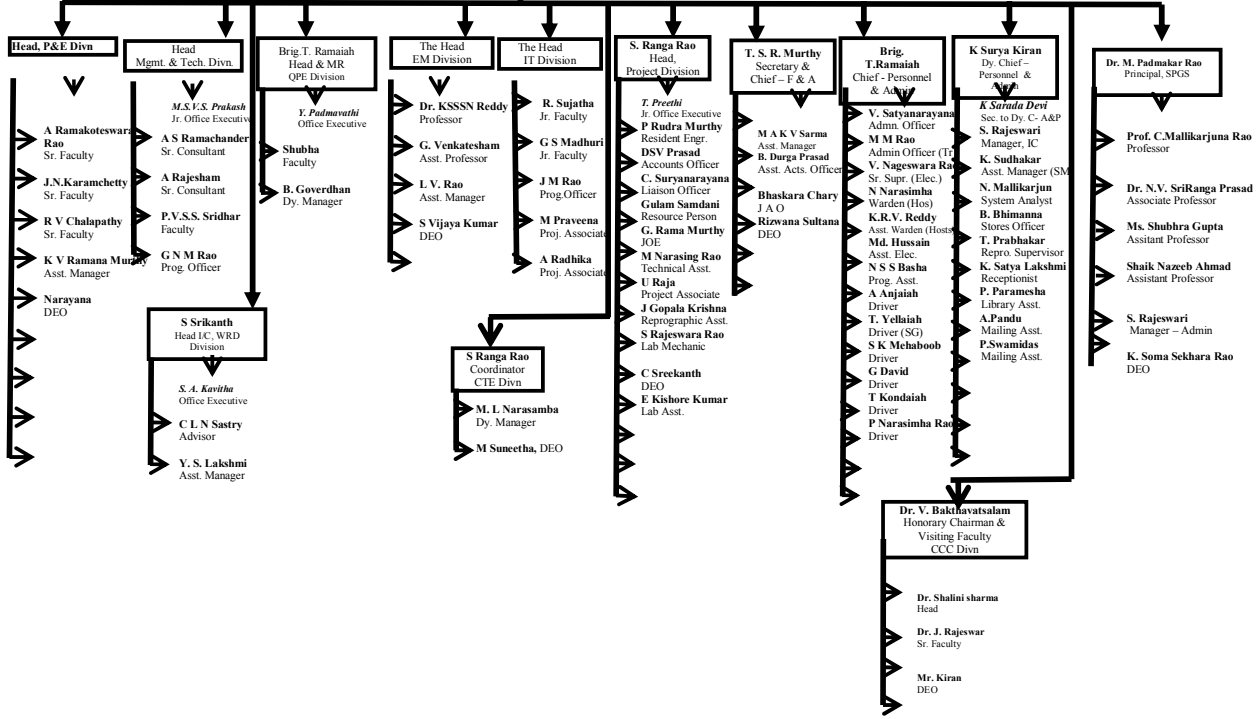 Head, P&E Divn
A Ramakoteswara
Rao
Sr. Faculty
J.N.Karamchetty
Sr. Faculty
R V Chalapathy
Sr. Faculty
K V Ramana Murthy
Asst. Manager
Narayana
DEO
Head
Mgmt. & Tech. Divn.
M.S.V.S. Prakash
Jr. Office Executive
A S Ramachander
Sr. Consultant
A Rajesham
Sr. Consultant
P.V.S.S. Sridhar
Faculty
G N M Rao
Prog. Officer
S Srikanth
Head I/C, WRD
Division
S. A. Kavitha
Office Executive
C L N Sastry
Advisor
Y. S. Lakshmi
Asst. Manager
Brig.T. Ramaiah
Head & MR
QPE Division
Y. Padmavathi
Office Executive
Shubha
Faculty
B. Goverdhan
Dy. Manager
The Head
EM Division
Dr. KSSSN Reddy
Professor
G. Venkatesham
Asst. Professor
L V. Rao
Asst. Manager
S Vijaya Kumar
DEO
The Head
IT Division
R. Sujatha
Jr. Faculty
G S Madhuri
Jr. Faculty
J M Rao
Prog.Officer
M Praveena
Proj. Associate
A Radhika
Proj. Associate
S Ranga Rao
Coordinator
CTE Divn
M. L Narasamba
Dy. Manager
M Suneetha, DEO
S. Ranga Rao
Head,
Project Division
T. Preethi
Jr. Office Executive
P Rudra Murthy
Resident Engr.
DSV Prasad
Accounts Officer
C. Suryanarayana
Liaison Officer
Gulam Samdani
Resource Person
G. Rama Murthy
JOE
M Narasing Rao
Technical Asst.
U Raja
Project Associate
J Gopala Krishna
Reprographic Asst.
S Rajeswara Rao
Lab Mechanic
C Sreekanth
DEO
E Kishore Kumar
Lab Asst.
T. S. R. Murthy
Secretary &
Chief – F & A
M A K V Sarma
Asst. Manager
B. Durga Prasad
Asst. Acts. Officer
Bhaskara Chary
J A O
Rizwana Sultana
DEO
Brig.
T.Ramaiah
Chief - Personnel
& Admin
V. Satyanarayana
Admn. Officer
M M Rao
Admin Officer (Tr
V. Nageswara Rao
Sr. Supr. (Elec.)
N Narasimha
Warden (Hos)
K.R.V. Reddy
Asst. Warden (Hosts
Md. Hussain
Asst. Elec.
N S S Basha
Prog. Asst.
A Anjaiah
Driver
T. Yellaiah
Driver (SG)
S K Mehaboob
Driver
G David
Driver
T Kondaiah
Driver
P Narasimha Rao
Driver
K Surya Kiran
Dy. Chief –
Personnel &
Admin
K Sarada Devi
Sec. to Dy. C- A&P
S. Rajeswari
Manager, IC
K. Sudhakar
Asst. Manager (SM
N. Mallikarjun
System Analyst
B. Bhimanna
Stores Officer
T. Prabhakar
Repro. Supervisor
K. Satya Lakshmi
Receptionist
P. Paramesha
Library Asst.
A.Pandu
Mailing Asst.
P.Swamidas
Mailing Asst.
Dr. V. Bakthavatsalam
Honorary Chairman &
Visiting Faculty
CCC Divn
Dr. Shalini sharma
Head
Dr. J. Rajeswar
Sr. Faculty
Mr. Kiran
DEO
Dr. M. Padmakar Rao
Principal, SPGS
Prof. C.Mallikarjuna Rao
Professor
Dr. N.V. SriRanga Prasad
Associate Professor
Ms. Shubhra Gupta
Assitant Professor
Shaik Nazeeb Ahmad
Assistant Professor
S. Rajeswari
Manager – Admin
K. Soma Sekhara Rao
DEO